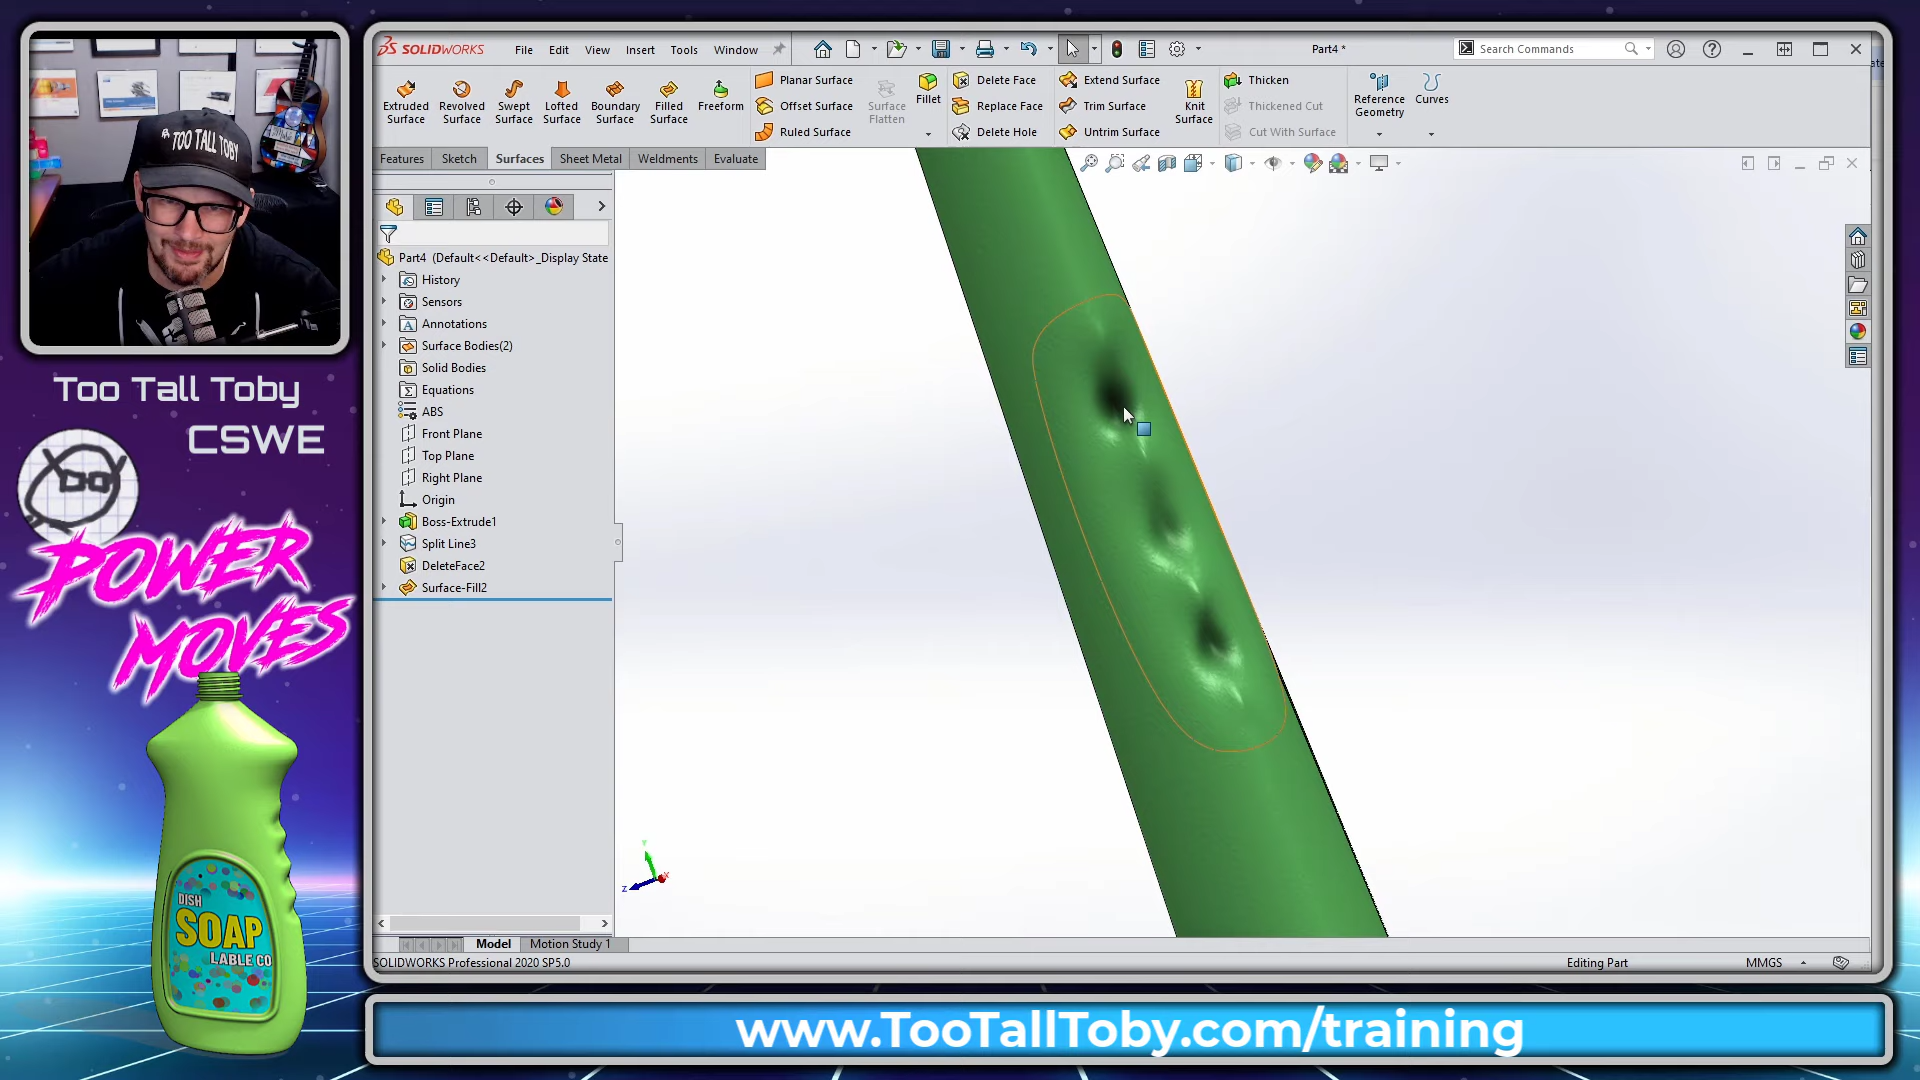 TOO TALL TOBY
Too Tall Toby
CSWE
POWER
MOVES
DISH
SOAP
LABLE CO
SOLIDWORKS
File
Edit
View
Insert
Tools
Window
Part4 *
Search Commands
Extruded Surface
Revolved Surface
Swept Surface
Lofted Surface
Boundary Surface
Filled Surface
Freeform
Planar Surface
Offset Surface
Ruled Surface
Surface Flatten
Fillet
Delete Face
Replace Face
Delete Hole
Extend Surface
Trim Surface
Untrim Surface
Knit Surface
Thicken
Thickened Cut
Cut With Surface
Reference Geometry
Curves
Features
Sketch
Surfaces
Sheet Metal
Weldments
Evaluate
Part4 (Default<<Default>_Display State
History
Sensors
Annotations
Surface Bodies(2)
Solid Bodies
Equations
ABS
Front Plane
Top Plane
Right Plane
Origin
Boss-Extrude1
Split Line3
DeleteFace2
Surface-Fill2
Y
Z
X
Model
Motion Study 1
SOLIDWORKS Professional 2020 SP5.0
Editing Part
MMGS
www.TooTallToby.com/training